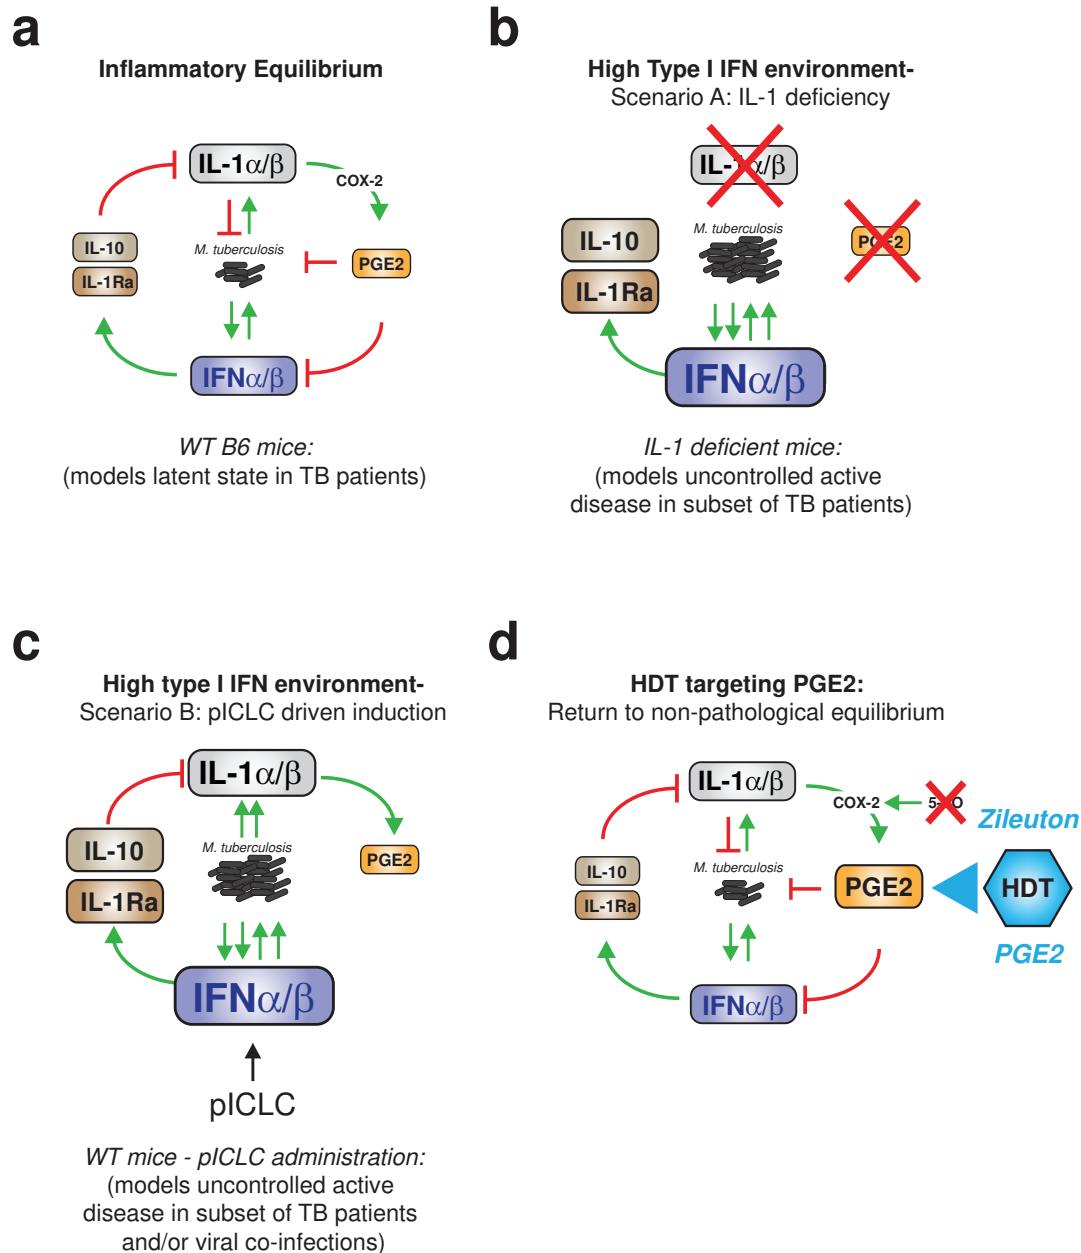 a
Inflammatory Equilibrium
IL-1α/β
COX-2
M. tuberculosis
IL-10
IL-1Ra
PGE2
IFNα/β
WT B6 mice:
(models latent state in TB patients)
b
High Type I IFN environment-
Scenario A: IL-1 deficiency
IL-1α/β
M. tuberculosis
IL-10
IL-1Ra
PGE2
IFNα/β
IL-1 deficient mice:
(models uncontrolled active
disease in subset of TB patients)
c
High type I IFN environment-
Scenario B: pICLC driven induction
IL-1α/β
M. tuberculosis
IL-10
IL-1Ra
PGE2
IFNα/β
pICLC
WT mice - pICLC administration:
(models uncontrolled active
disease in subset of TB patients
and/or viral co-infections)
d
HDT targeting PGE2:
Return to non-pathological equilibrium
IL-1α/β
COX-2
5-LO
Zileuton
M. tuberculosis
IL-10
IL-1Ra
PGE2
HDT
PGE2
IFNα/β